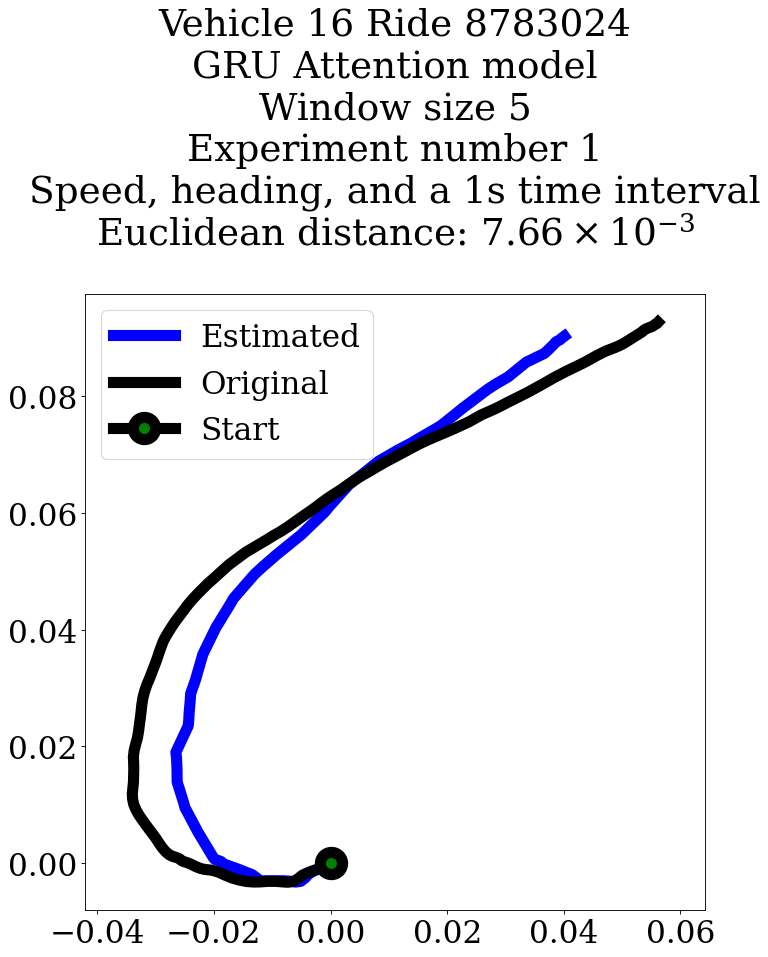 Vehicle 16 Ride 8783024
GRU Attention model
Window size 5
Experiment number 1
Speed, heading, and a 1s time interval
Euclidean distance: 7.66 × 10⁻³
Estimated
Original
Start
0.08
0.06
0.04
0.02
0.00
−0.04 −0.02 0.00 0.02 0.04 0.06